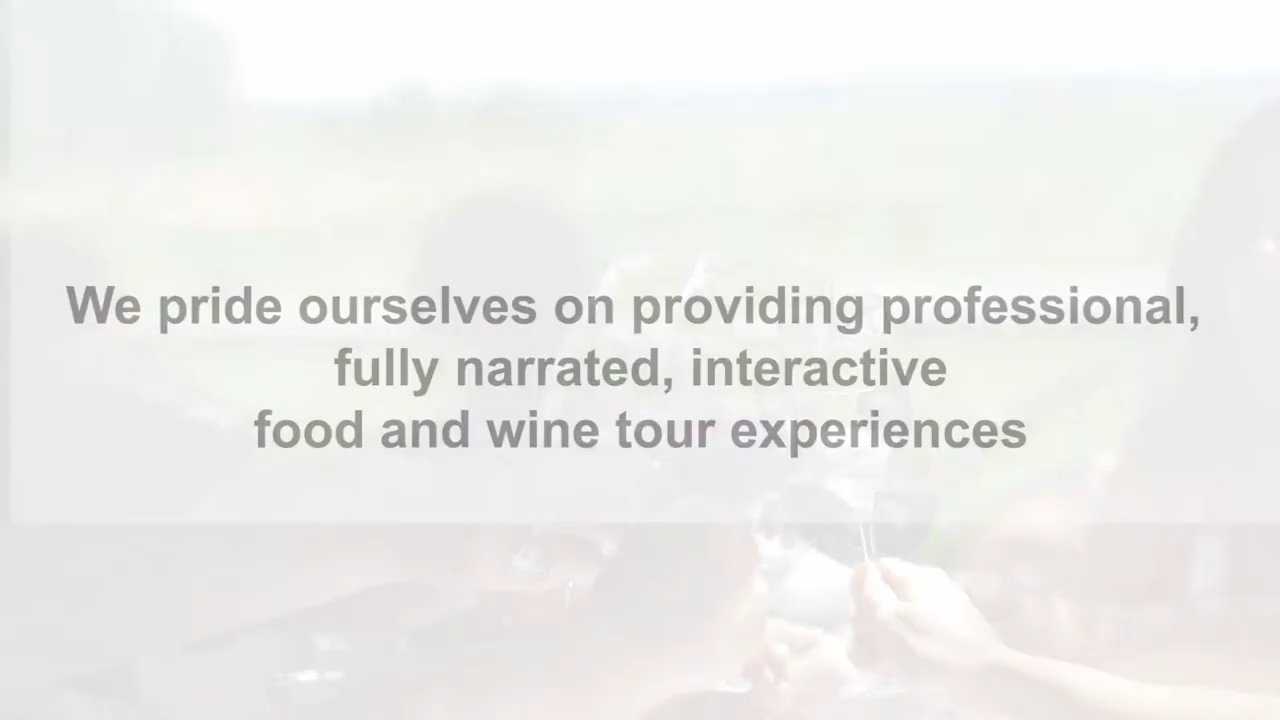 We pride ourselves on providing professional,
fully narrated, interactive
food and wine tour experiences